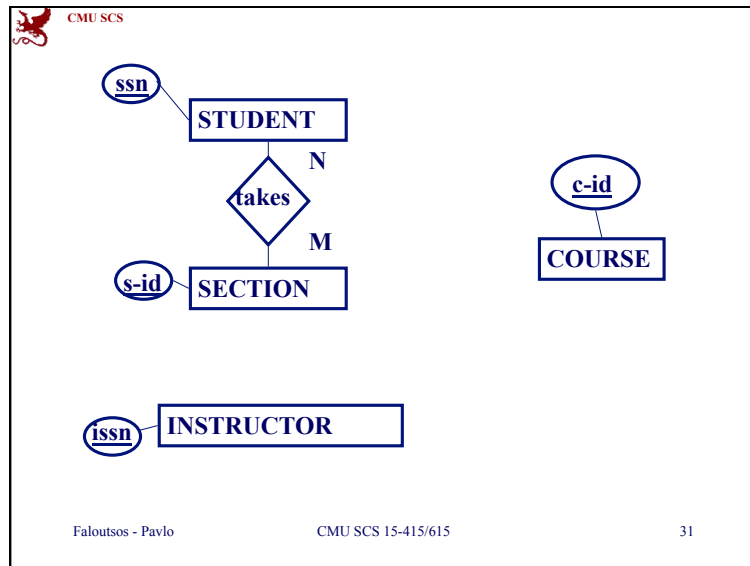 CMU SCS
ssn
STUDENT
N
takes
c-id
M
COURSE
s-id
SECTION
issn
INSTRUCTOR
Faloutsos - Pavlo
CMU SCS 15-415/615
31